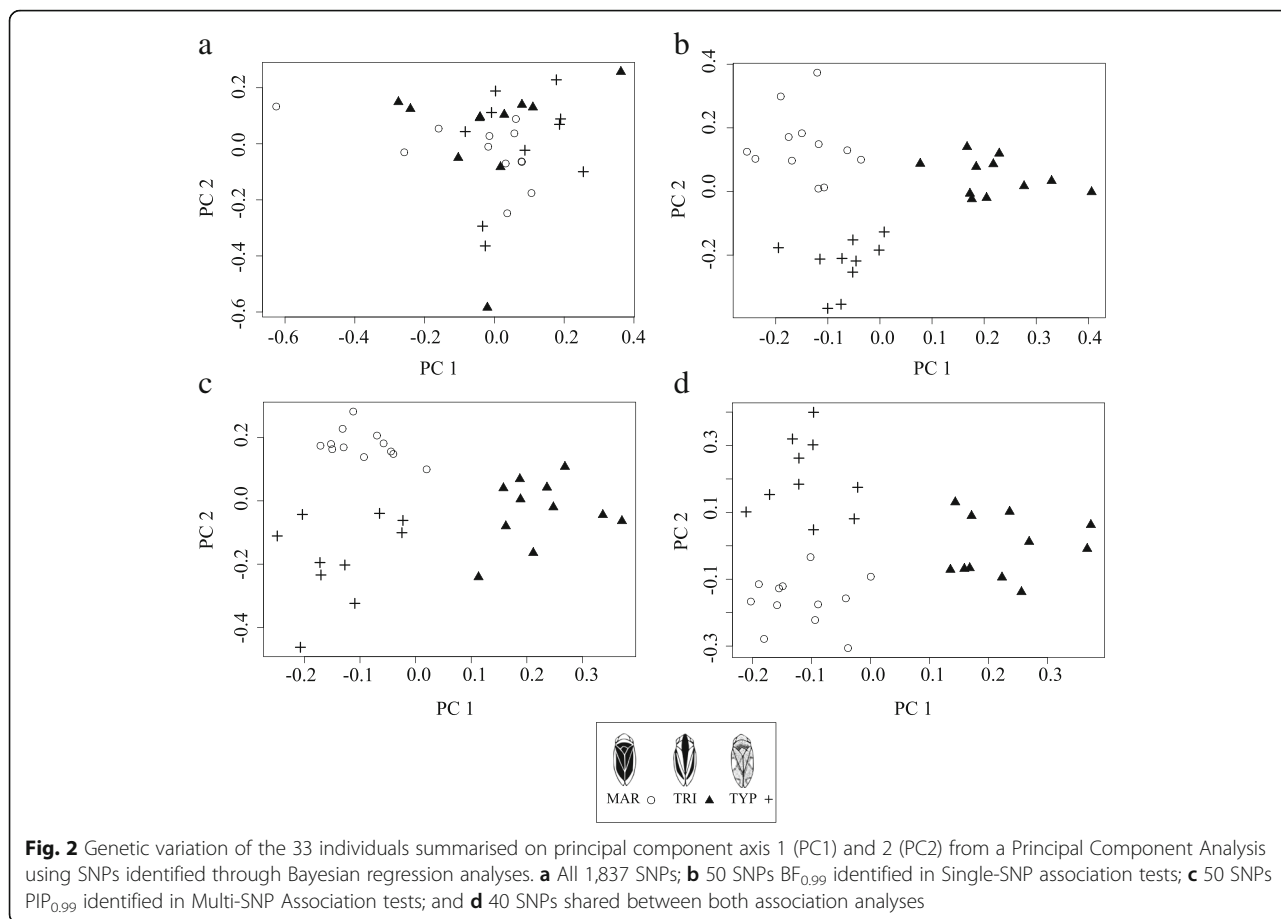 a
b
0.2
0.0
-0.2
-0.4
-0.6
PC 2
-0.6
-0.4
-0.2
0.0
0.2
0.4
PC 1
0.4
0.2
0.0
-0.2
PC 2
-0.2
-0.1
0.0
0.1
0.2
0.3
0.4
PC 1
c
d
0.2
0.0
-0.2
-0.4
PC 2
-0.2
-0.1
0.0
0.1
0.2
0.3
PC 1
0.3
0.1
-0.1
-0.3
PC 2
-0.2
-0.1
0.0
0.1
0.2
0.3
PC 1
MAR TRI TYP
Fig. 2 Genetic variation of the 33 individuals summarised on principal component axis 1 (PC1) and 2 (PC2) from a Principal Component Analysis
using SNPs identified through Bayesian regression analyses. a All 1,837 SNPs; b 50 SNPs BF0.99 identified in Single-SNP association tests; c 50 SNPs
PIP0.99 identified in Multi-SNP Association tests; and d 40 SNPs shared between both association analyses